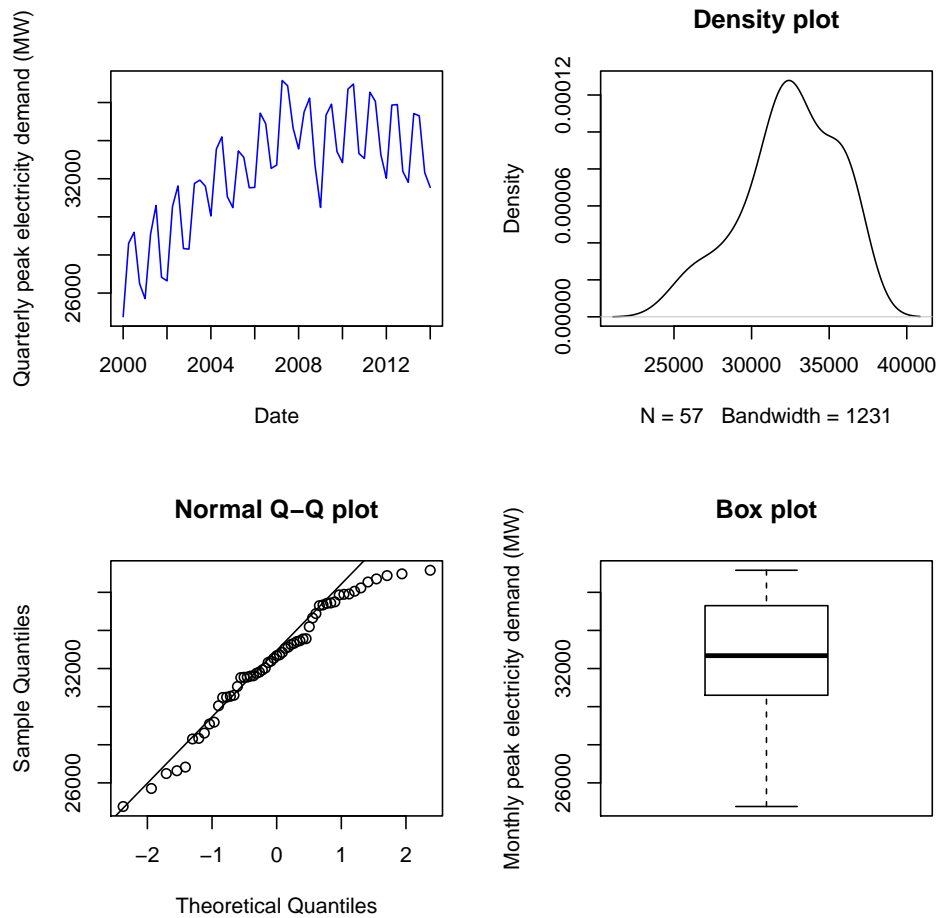 Quarterly peak electricity demand (MW)
26000
32000
2000
2004
2008
2012
Date
Density plot
Density
0.000000
0.00006
0.00012
25000
30000
35000
40000
N = 57 Bandwidth = 1231
Normal Q−Q plot
Sample Quantiles
26000
32000
−2
−1
0
1
2
Theoretical Quantiles
Box plot
Monthly peak electricity demand (MW)
26000
32000